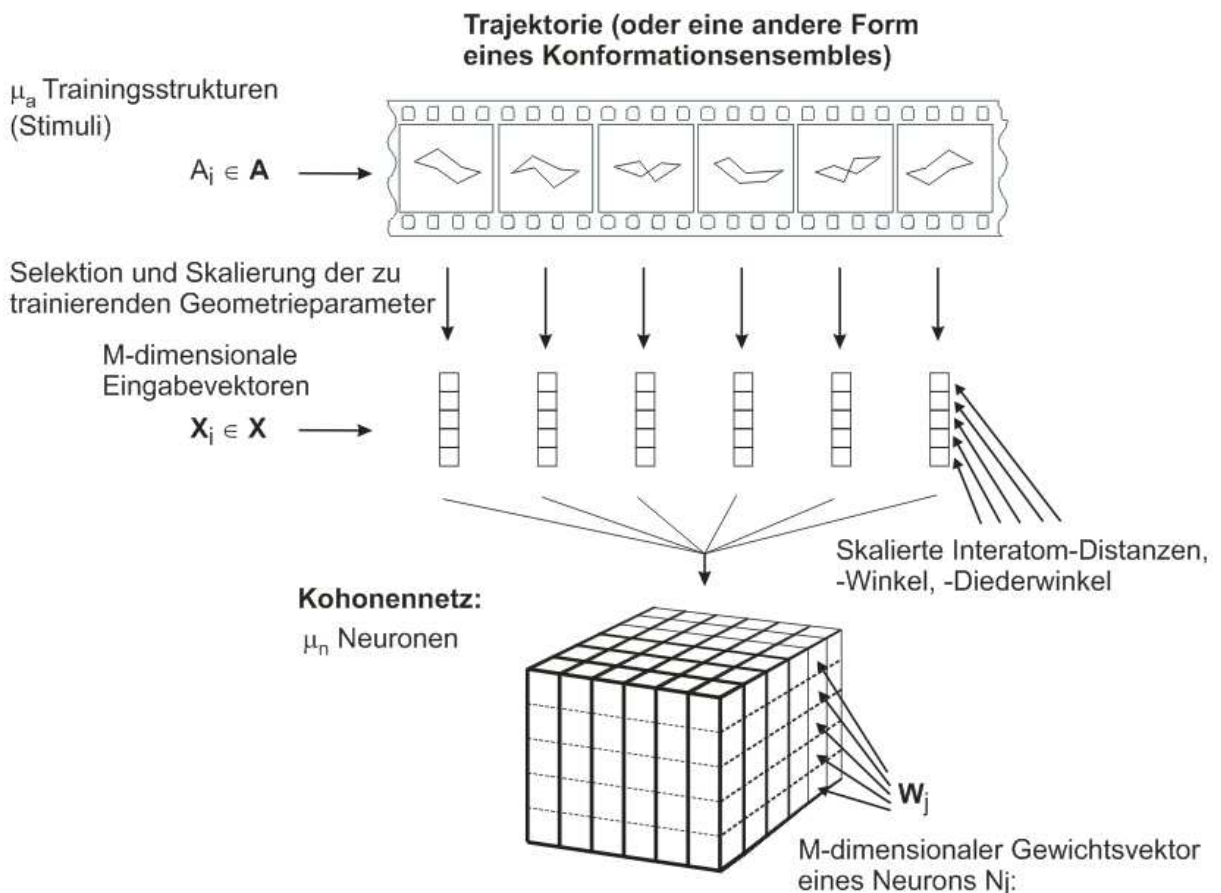 Trajektorie (oder eine andere Form
eines Konformationsensembles)
μa Trainingsstrukturen
(Stimuli)
Ai ∈ A
Selektion und Skalierung der zu
trainierenden Geometrieparameter
M-dimensionale
Eingabevektoren
Xi ∈ X
Skalierte Interatom-Distanzen,
-Winkel, -Diederwinkel
Kohonennetz:
μn Neuronen
Wj
M-dimensionaler Gewichtsvektor
eines Neurons Nj: